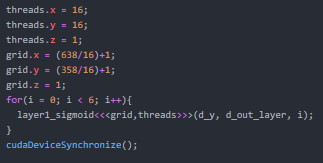 threads.x = 16;
threads.y = 16;
threads.z = 1;
grid.x = (638/16)+1;
grid.y = (358/16)+1;
grid.z = 1;
for(i = 0; i < 6; i++){
  layer1_sigmoid<<<grid,threads>>>(d_y, d_out_layer, i);
}
cudaDeviceSynchronize();